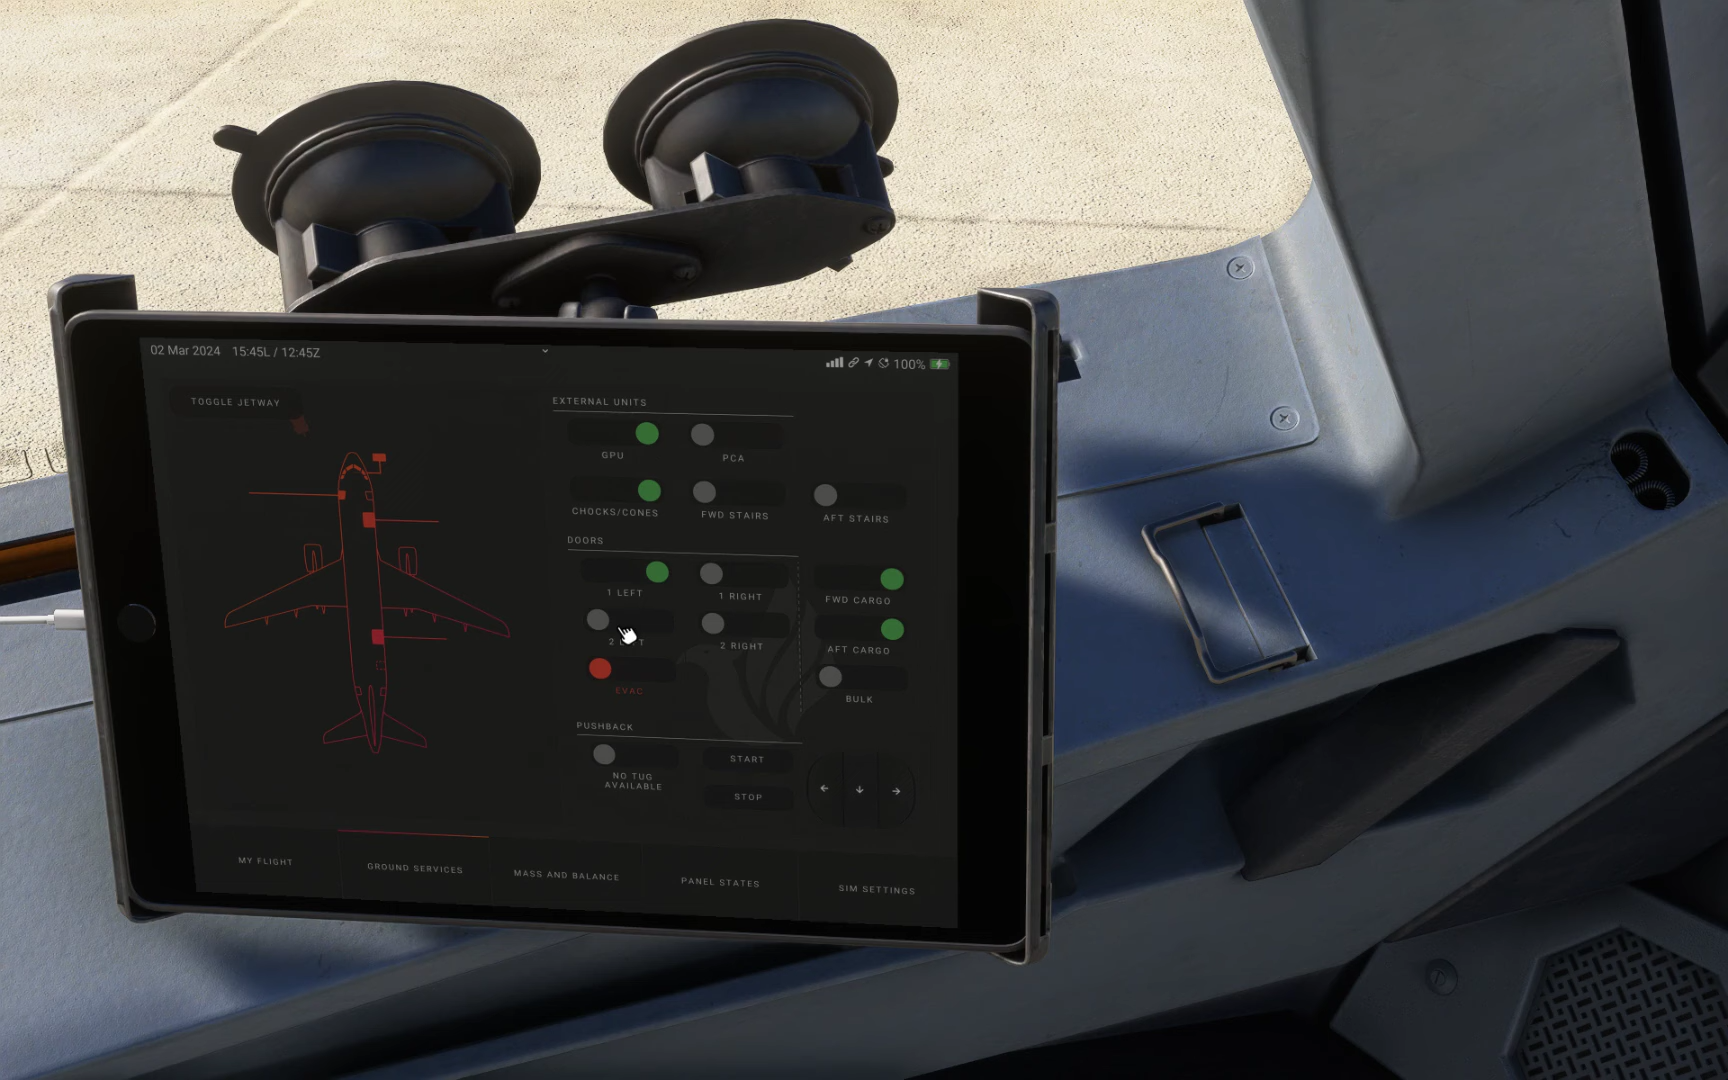 02 Mar 2024 15:45L / 12:45Z
100%
TOGGLE JETWAY
EXTERNAL UNITS
GPU
PCA
CHOCKS/CONES
FWD STAIRS
AFT STAIRS
DOORS
1 LEFT
1 RIGHT
FWD CARGO
2 RIGHT
AFT CARGO
EVAC
BULK
PUSHBACK
NO TUG
AVAILABLE
START
STOP
MY FLIGHT
GROUND SERVICES
MASS AND BALANCE
PANEL STATES
SIM SETTINGS